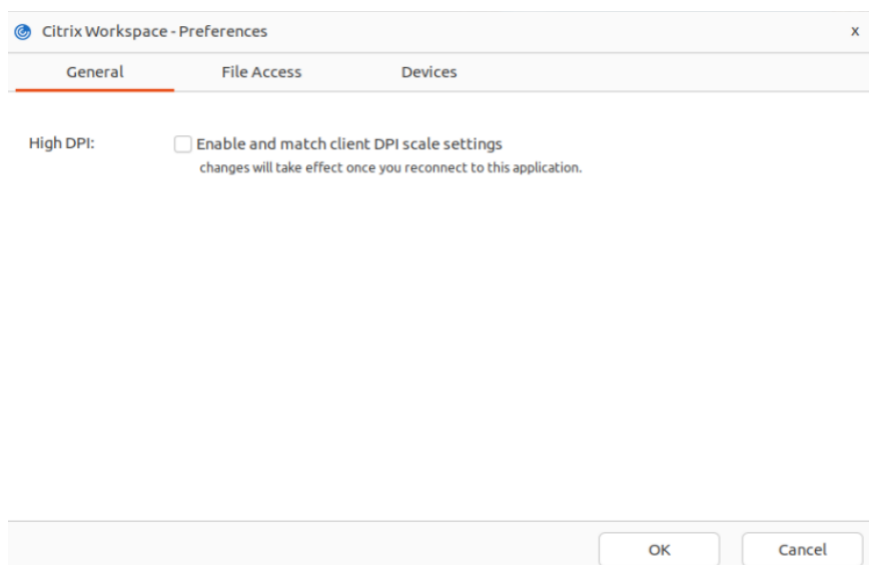 Citrix Workspace - Preferences x
General File Access Devices
High DPI: Enable and match client DPI scale settings
changes will take effect once you reconnect to this application.
OK Cancel